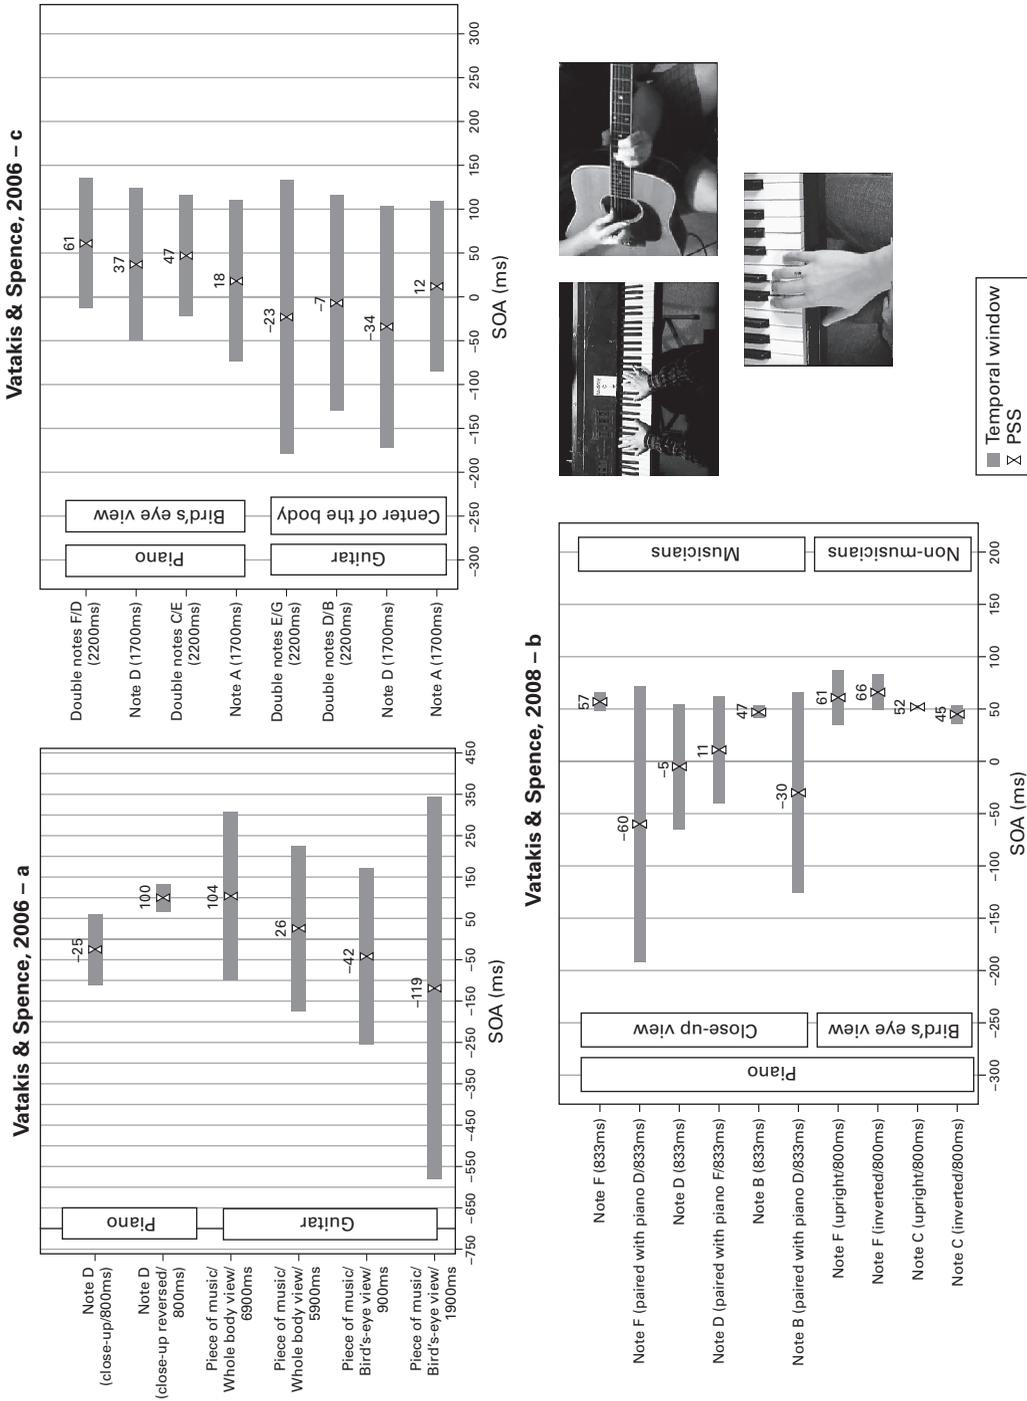 Vatakis & Spence, 2006 – a
Note D
(close-up/800ms)
Note D
(close-up reversed/
800ms)
Piece of music/
Whole body view/
6900ms
Piece of music/
Whole body view/
5900ms
Piece of music/
Bird's-eye view/
900ms
Piece of music/
Bird's-eye view/
1900ms
Piano
Guitar
−25
100
104
26
−42
−119
−750 −650 −550 −450 −350 −250 −150 −50 50 150 250 350 450
SOA (ms)
Vatakis & Spence, 2006 – c
Double notes F/D
(2200ms)
Note D (1700ms)
Double notes C/E
(2200ms)
Note A (1700ms)
Double notes E/G
(2200ms)
Double notes D/B
(2200ms)
Note D (1700ms)
Note A (1700ms)
Piano
Bird's eye view
Guitar
Center of the body
61
37
47
18
−23
−7
−34
12
−300 −250 −200 −150 −100 −50 0 50 100 150 200 250 300
SOA (ms)
Vatakis & Spence, 2008 – b
Note F (833ms)
Note F (paired with piano D/833ms)
Note D (833ms)
Note D (paired with piano F/833ms)
Note B (833ms)
Note B (paired with piano D/833ms)
Note F (upright/800ms)
Note F (inverted/800ms)
Note C (upright/800ms)
Note C (inverted/800ms)
Piano
Close-up view
Bird's eye view
Musicians
Non-musicians
57
−60
−5
11
47
−30
61
66
52
45
−300 −250 −200 −150 −100 −50 0 50 100 150 200
SOA (ms)
Temporal window
PSS